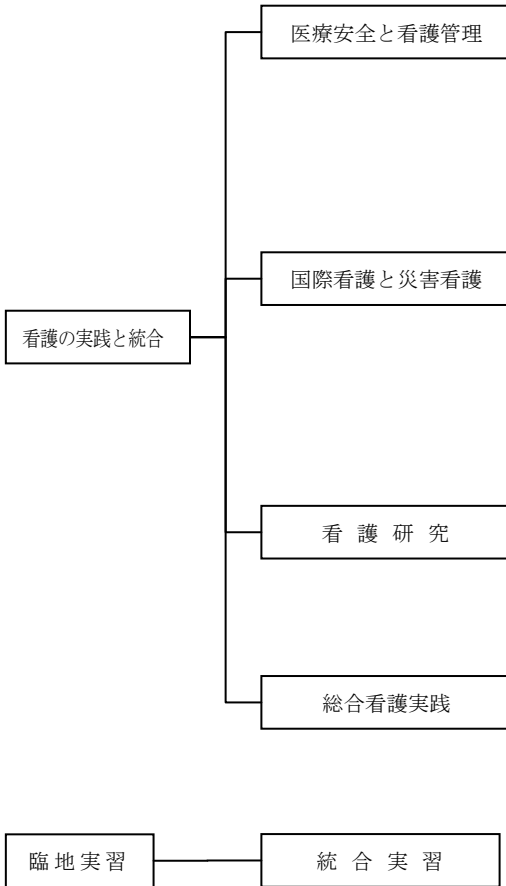 医療安全と看護管理
国際看護と災害看護
看護の実践と統合
看護研究
総合看護実践
臨地実習
統合実習